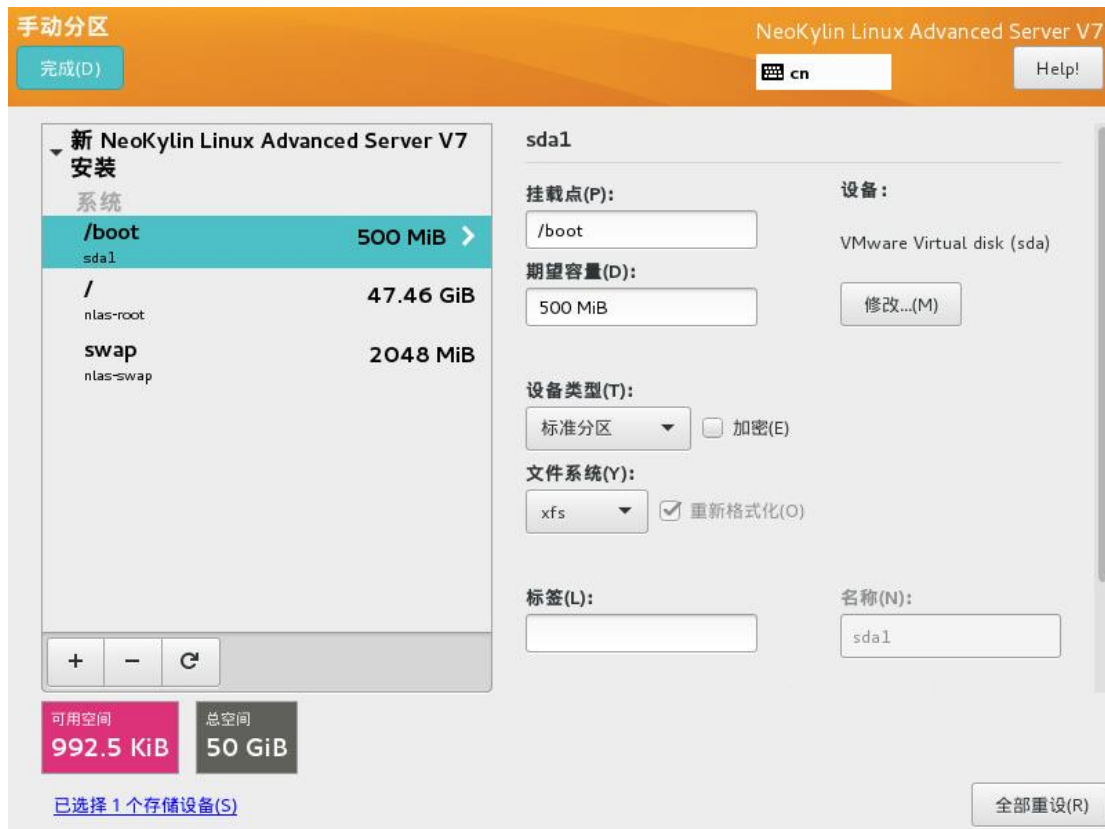 手动分区
NeoKylin Linux Advanced Server V7
完成(D)
cn
Help!
新 NeoKylin Linux Advanced Server V7
安装
系统
/boot
500 MiB
sda1
/
47.46 GiB
nlas-root
swap
2048 MiB
nlas-swap
+ −
可用空间
992.5 KiB
总空间
50 GiB
已选择 1 个存储设备(S)
sda1
挂载点(P):
/boot
期望容量(D):
500 MiB
设备:
VMware Virtual disk (sda)
修改...(M)
设备类型(T):
标准分区
加密(E)
文件系统(Y):
xfs
重新格式化(O)
标签(L):
名称(N):
sda1
全部重设(R)